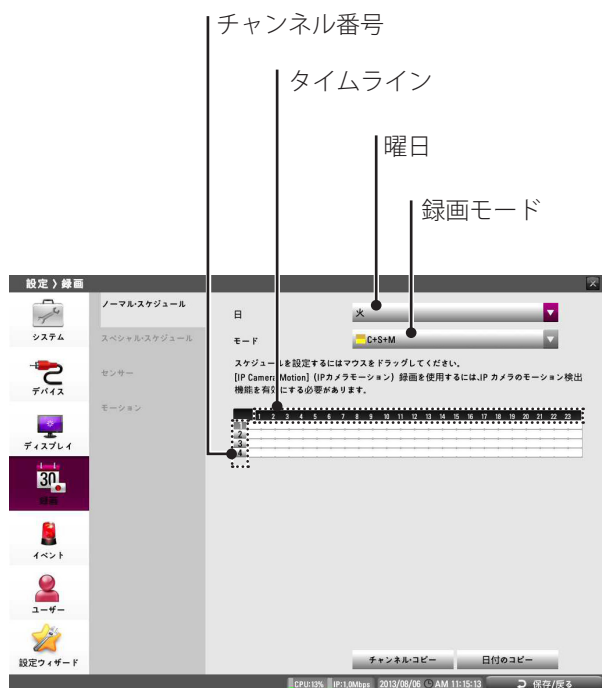 チャンネル番号
タイムライン
曜日
録画モード
設定 〉録画
システム
デバイス
ディスプレイ
録画
イベント
ユーザー
設定ウィザード
ノーマル・スケジュール
スペシャル・スケジュール
センサー
モーション
日
火
モード
C+S+M
スケジュールを設定するにはマウスをドラッグしてください。
[IP Camera Motion] (IPカメラモーション) 録画を使用するには、IP カメラのモーション検出
機能を有効にする必要があります。
1 2 3 4 5 6 7 8 9 10 11 12 13 14 15 16 17 18 19 20 21 22 23
1
2
3
4
チャンネル・コピー
日付のコピー
CPU:13% IP:1.0Mbps 2013/08/06 AM 11:15:13
保存/戻る
30